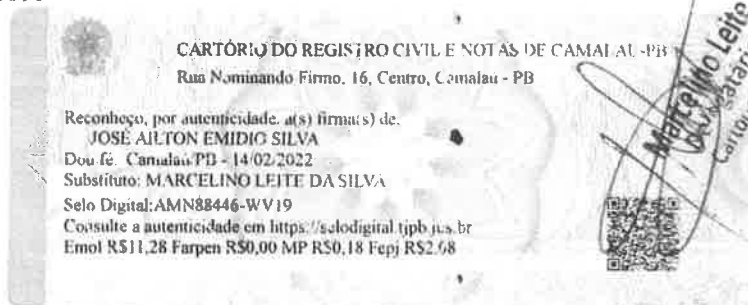 CARTÓRIO DO REGISTRO CIVIL E NOTAS DE CAMALAU-PB
Rua Nominando Firmo, 16, Centro, Camalau - PB
Reconheço, por autenticidade, a(s) firma(s) de:
JOSÉ AILTON EMIDIO SILVA
Dou fé. Camalau/PB - 14/02/2022
Substituto: MARCELINO LEITE DA SILVA
Selo Digital: AMN88446-WV19
Consulte a autenticidade em https://selodigital.tjpb.jus.br
Emol R$11,28 Farpen R$0,00 MP R$0,18 Fepj R$2,68
Marcelino Leite